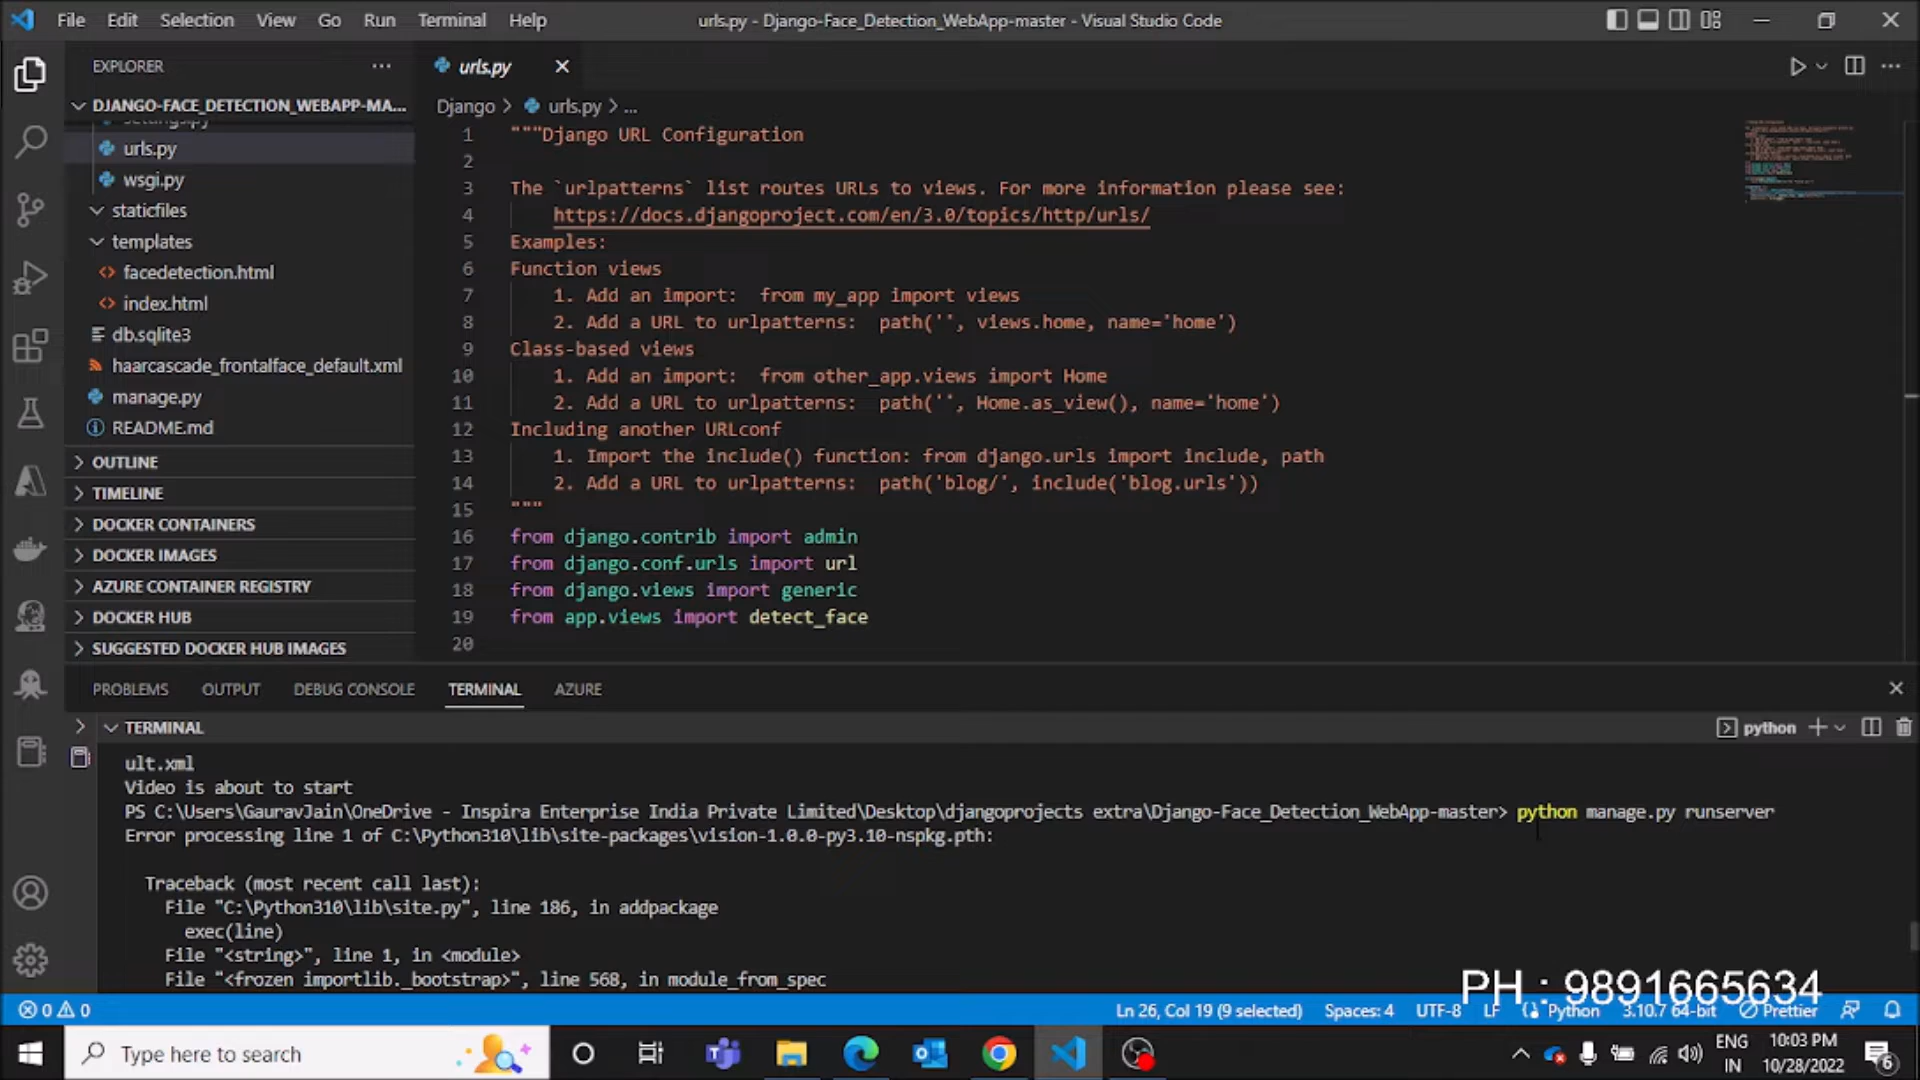 File Edit Selection View Go Run Terminal Help
urls.py - Django-Face_Detection_WebApp-master - Visual Studio Code
EXPLORER
urls.py
DJANGO-FACE_DETECTION_WEBAPP-MA...
settings.py
urls.py
wsgi.py
staticfiles
templates
facedetection.html
index.html
db.sqlite3
haarcascade_frontalface_default.xml
manage.py
README.md
OUTLINE
TIMELINE
DOCKER CONTAINERS
DOCKER IMAGES
AZURE CONTAINER REGISTRY
DOCKER HUB
SUGGESTED DOCKER HUB IMAGES
Django > urls.py > ...
1 """Django URL Configuration
2
3 The `urlpatterns` list routes URLs to views. For more information please see:
4 https://docs.djangoproject.com/en/3.0/topics/http/urls/
5 Examples:
6 Function views
7 1. Add an import:  from my_app import views
8 2. Add a URL to urlpatterns:  path('', views.home, name='home')
9 Class-based views
10 1. Add an import:  from other_app.views import Home
11 2. Add a URL to urlpatterns:  path('', Home.as_view(), name='home')
12 Including another URLconf
13 1. Import the include() function: from django.urls import include, path
14 2. Add a URL to urlpatterns:  path('blog/', include('blog.urls'))
15 """
16 from django.contrib import admin
17 from django.conf.urls import url
18 from django.views import generic
19 from app.views import detect_face
20
PROBLEMS OUTPUT DEBUG CONSOLE TERMINAL AZURE
TERMINAL
python
ult.xml
Video is about to start
PS C:\Users\GauravJain\OneDrive - Inspira Enterprise India Private Limited\Desktop\djangoprojects extra\Django-Face_Detection_WebApp-master> python manage.py runserver
Error processing line 1 of C:\Python310\lib\site-packages\vision-1.0.0-py3.10-nspkg.pth:
Traceback (most recent call last):
File "C:\Python310\lib\site.py", line 186, in addpackage
exec(line)
File "<string>", line 1, in <module>
File "<frozen importlib._bootstrap>", line 568, in module_from_spec
PH : 9891665634
0 0
Ln 26, Col 19 (9 selected) Spaces: 4 UTF-8 LF Python 3.10.7 64-bit Prettier
Type here to search
ENG
IN
10:03 PM
10/28/2022
6